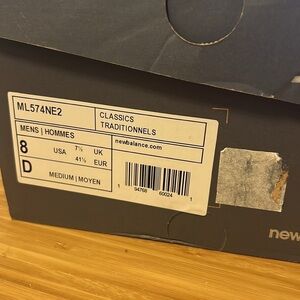 ML574NE2
CLASSICS
TRADITIONNELS
MENS | HOMMES
newbalance.com
8 USA 7½ UK
41½ EUR
D MEDIUM | MOYEN
new